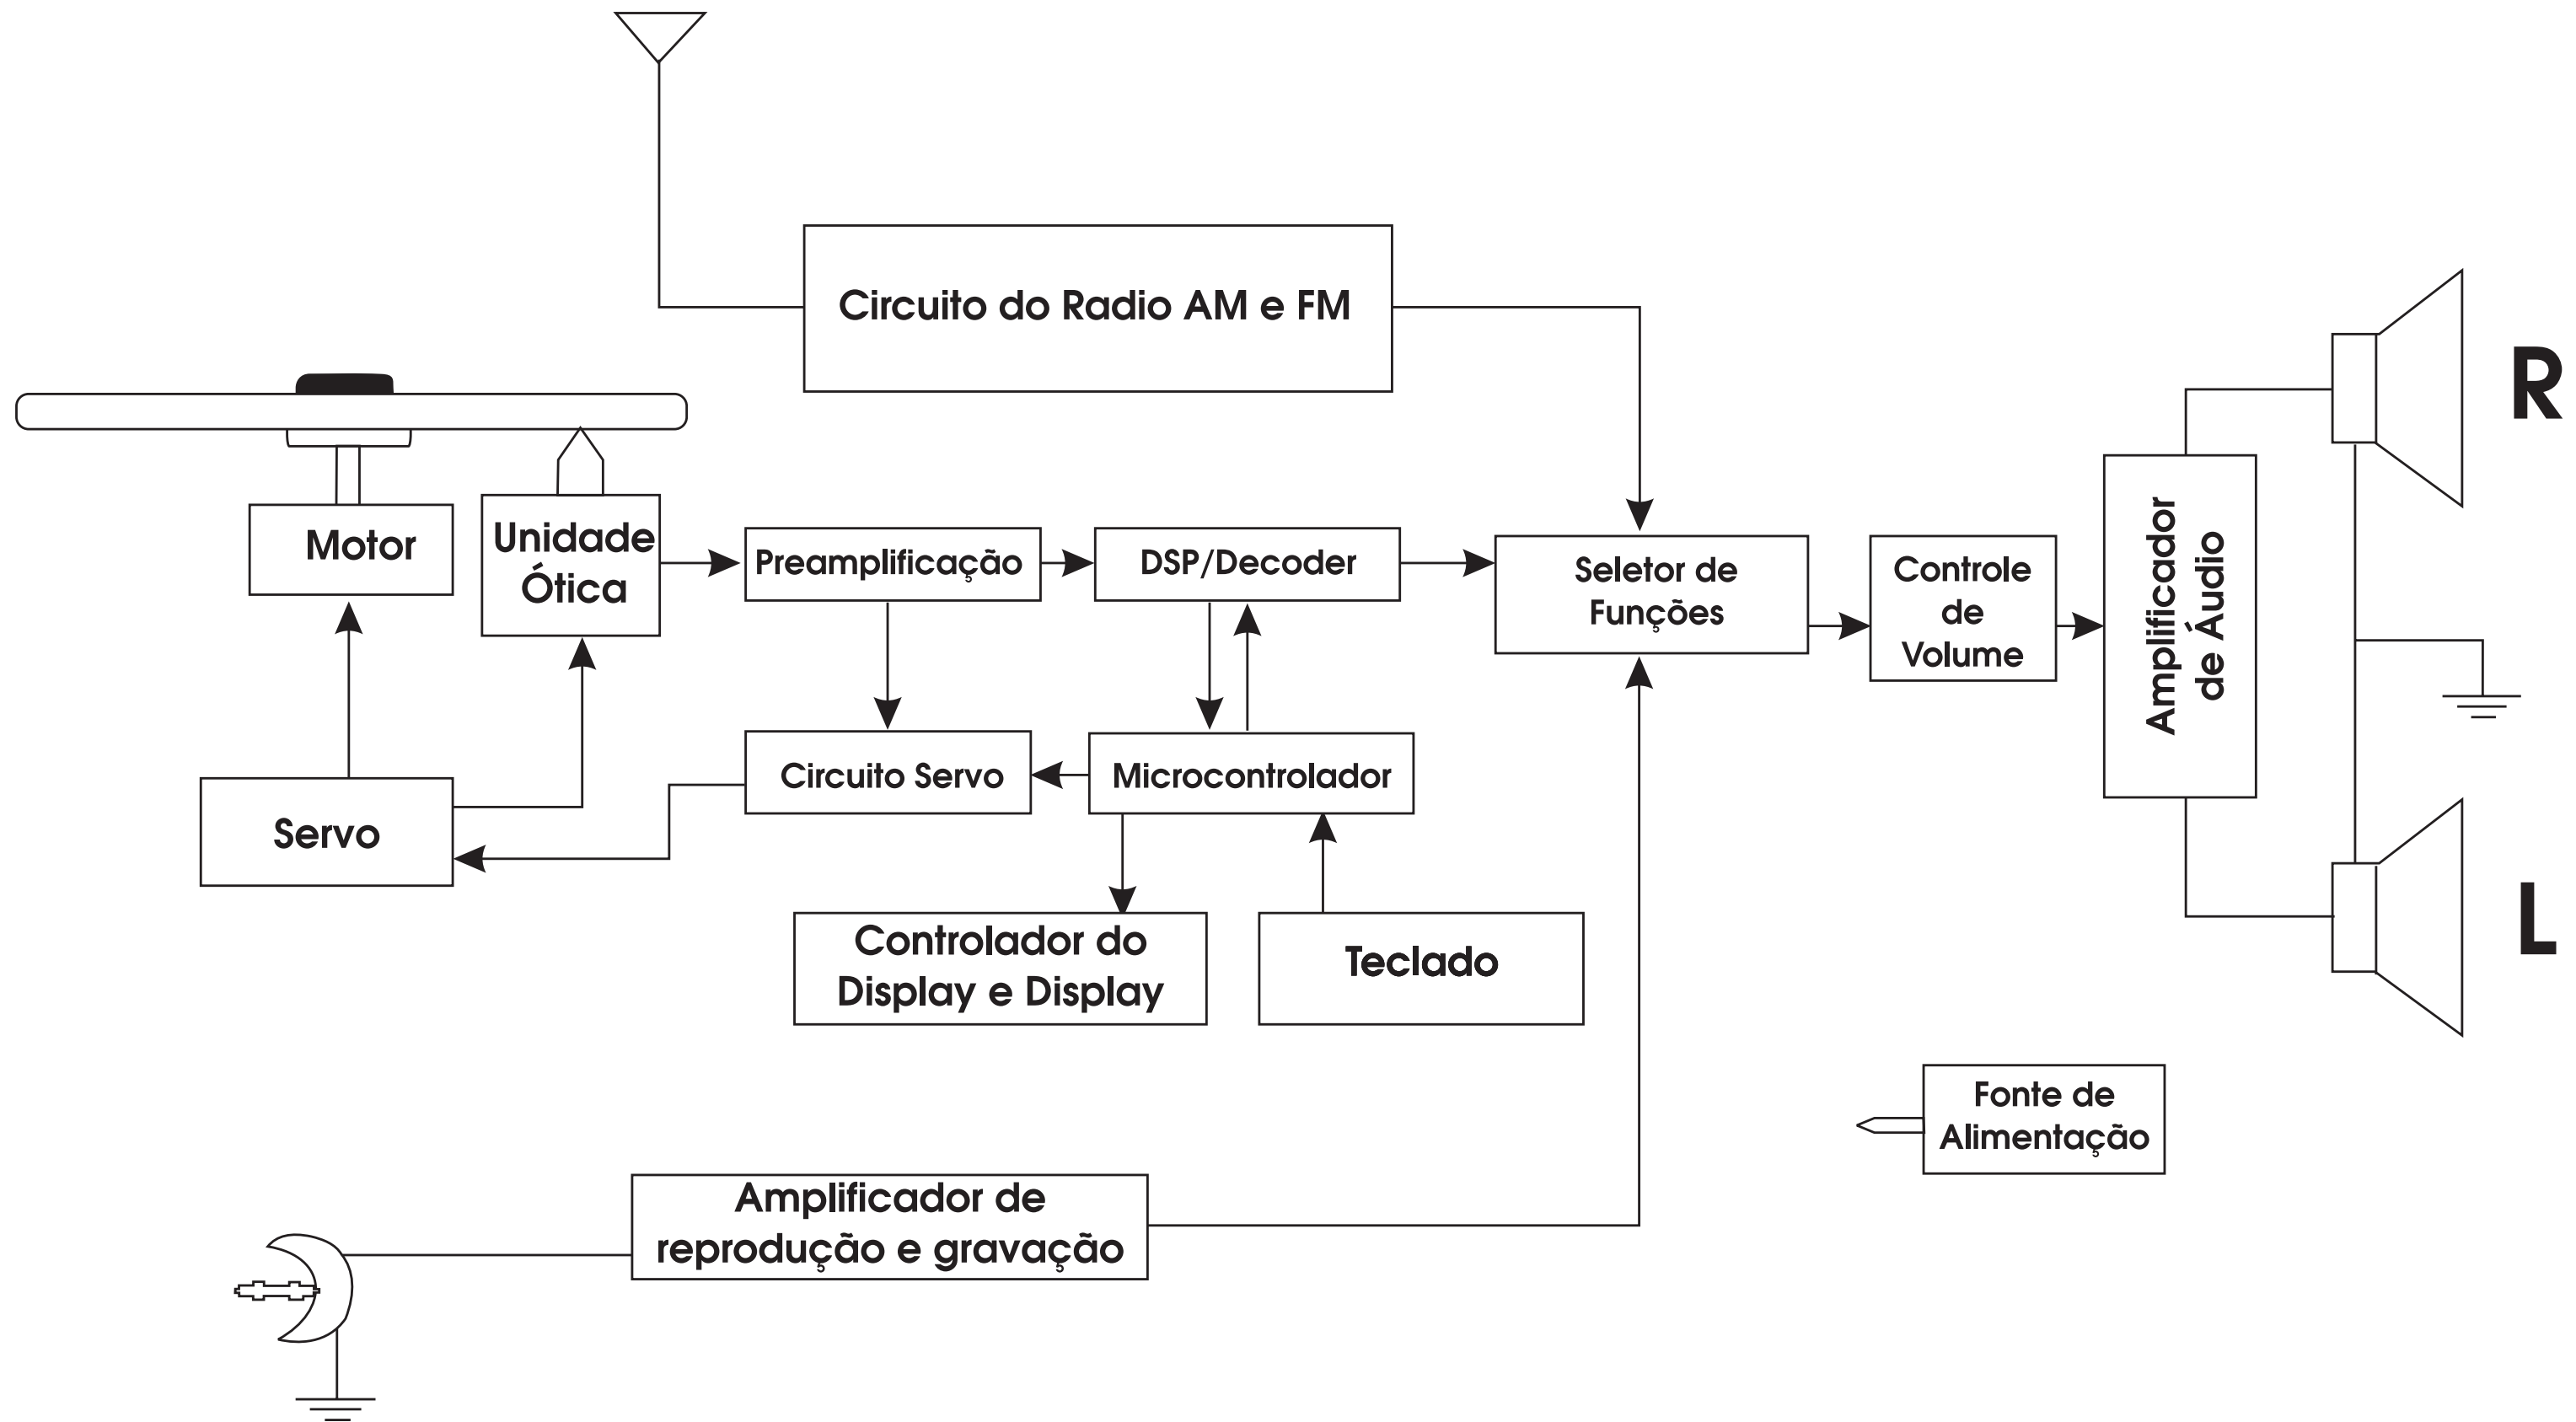 Circuito do Radio AM e FM
R
Motor
Unidade
Ótica
Preamplificação
DSP/Decoder
Seletor de
Funções
Controle
de
Volume
Amplificador
de Áudio
Servo
Circuito Servo
Microcontrolador
Controlador do
Display e Display
Teclado
L
Fonte de
Alimentação
Amplificador de
reprodução e gravação